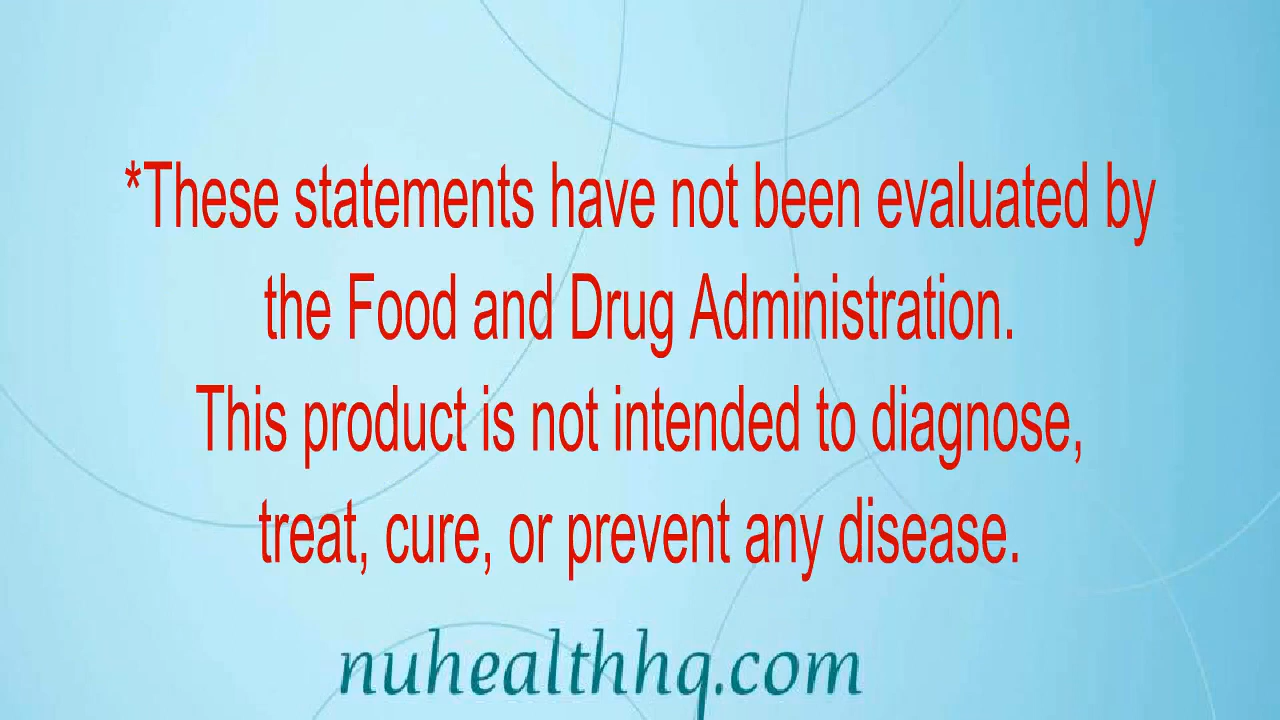 *These statements have not been evaluated by
the Food and Drug Administration.
This product is not intended to diagnose,
treat, cure, or prevent any disease.
nuhealthhq.com